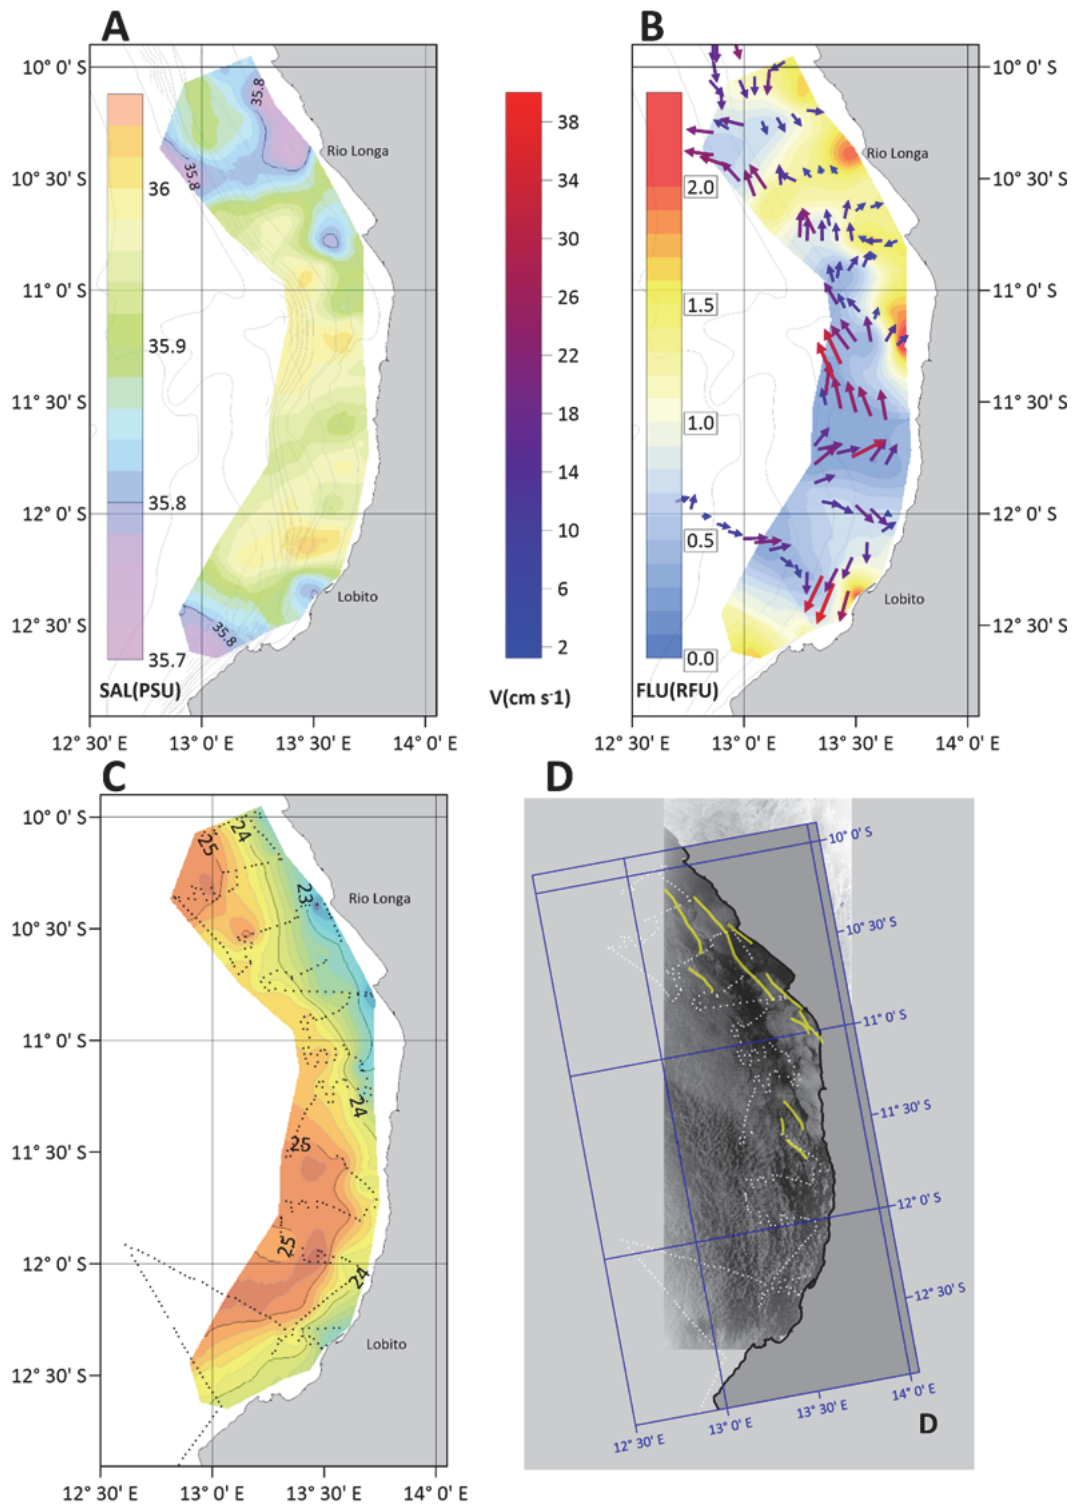 A
10° 0' S
10° 30' S
11° 0' S
11° 30' S
12° 0' S
12° 30' S
36
35.9
35.8
35.7
SAL(PSU)
35.8
35.8
35.8
Rio Longa
Lobito
12° 30' E
13° 0' E
13° 30' E
14° 0' E
38
34
30
26
22
18
14
10
6
2
V(cm s-1)
B
2.0
1.5
1.0
0.5
0.0
FLU(RFU)
Rio Longa
Lobito
10° 0' S
10° 30' S
11° 0' S
11° 30' S
12° 0' S
12° 30' S
12° 30' E
13° 0' E
13° 30' E
14° 0' E
C
10° 0' S
10° 30' S
11° 0' S
11° 30' S
12° 0' S
12° 30' S
25
24
23
24
25
25
24
Rio Longa
Lobito
12° 30' E
13° 0' E
13° 30' E
14° 0' E
D
10° 0' S
10° 30' S
11° 0' S
11° 30' S
12° 0' S
12° 30' S
12° 30' E
13° 0' E
13° 30' E
14° 0' E
D